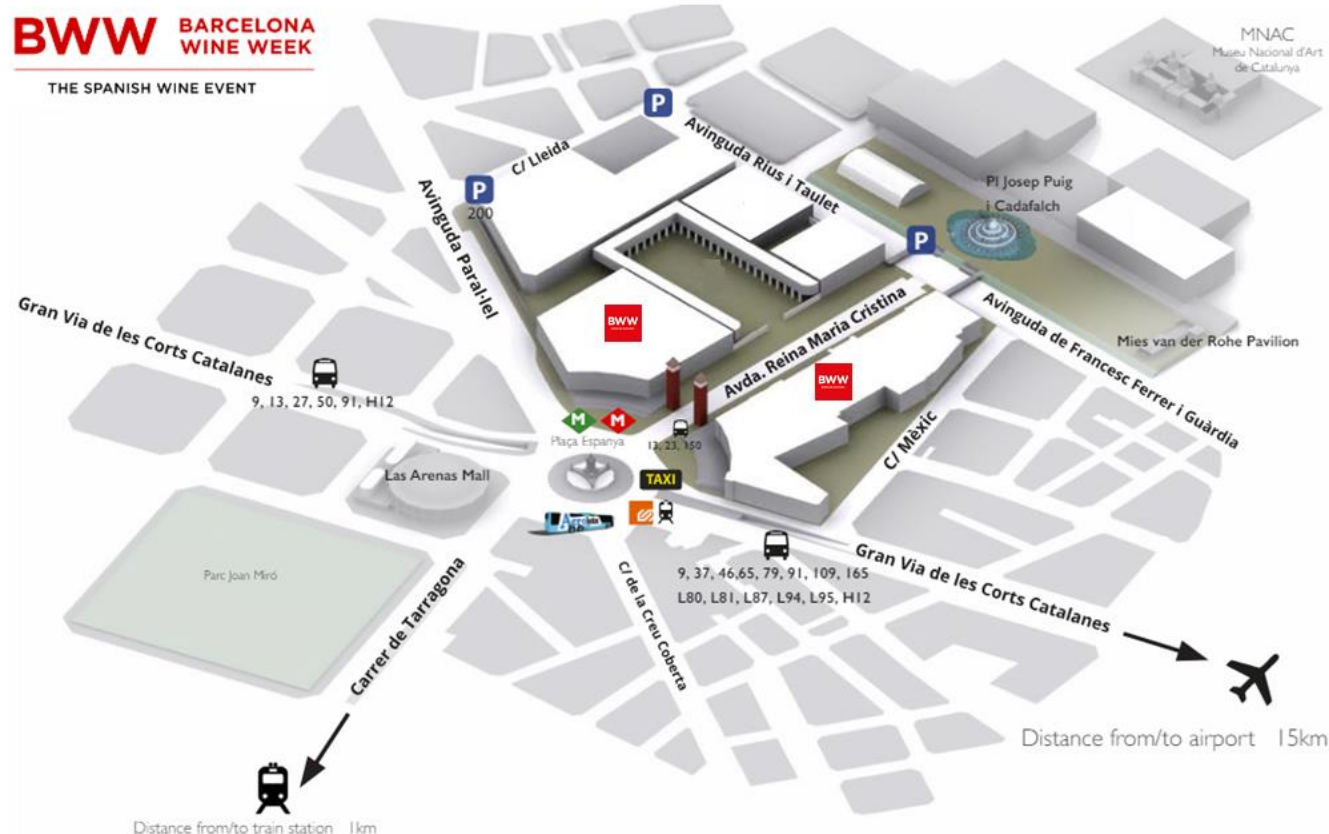 BWW BARCELONA
WINE WEEK
THE SPANISH WINE EVENT
MNAC
Museu Nacional d'Art
de Catalunya
P
C/ Lleida
Avinguda Rius i Taulet
P
200
Avinguda Paral·lel
Pl Josep Puig
i Cadafalch
P
Gran Via de les Corts Catalanes
BWW
Avda. Reina Maria Cristina
Avinguda de Francesc Ferrer i Guàrdia
Mies van der Rohe Pavilion
9, 13, 27, 50, 91, H12
BWW
C/ Mèxic
M M
Plaça Espanya
13, 23, 150
Las Arenas Mall
TAXI
Parc Joan Miró
9, 37, 46,65, 79, 91, 109, 165
L80, L81, L87, L94, L95, H12
Gran Via de les Corts Catalanes
Carrer de Tarragona
C/ de la Creu Coberta
Distance from/to airport 15km
Distance from/to train station 1km